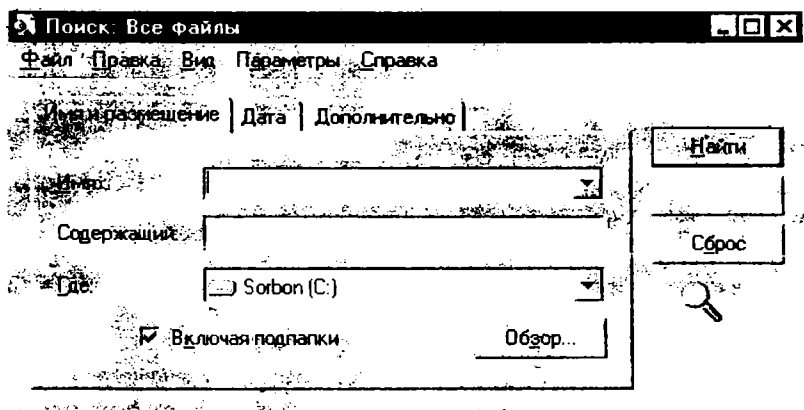 Поиск: Все файлы
Файл Правка Вид Параметры Справка
Имя и размещение Дата Дополнительно
Найти
Имя:
Содержащий:
Сброс
Где: Sorbon (C:)
Включая подпапки Обзор...